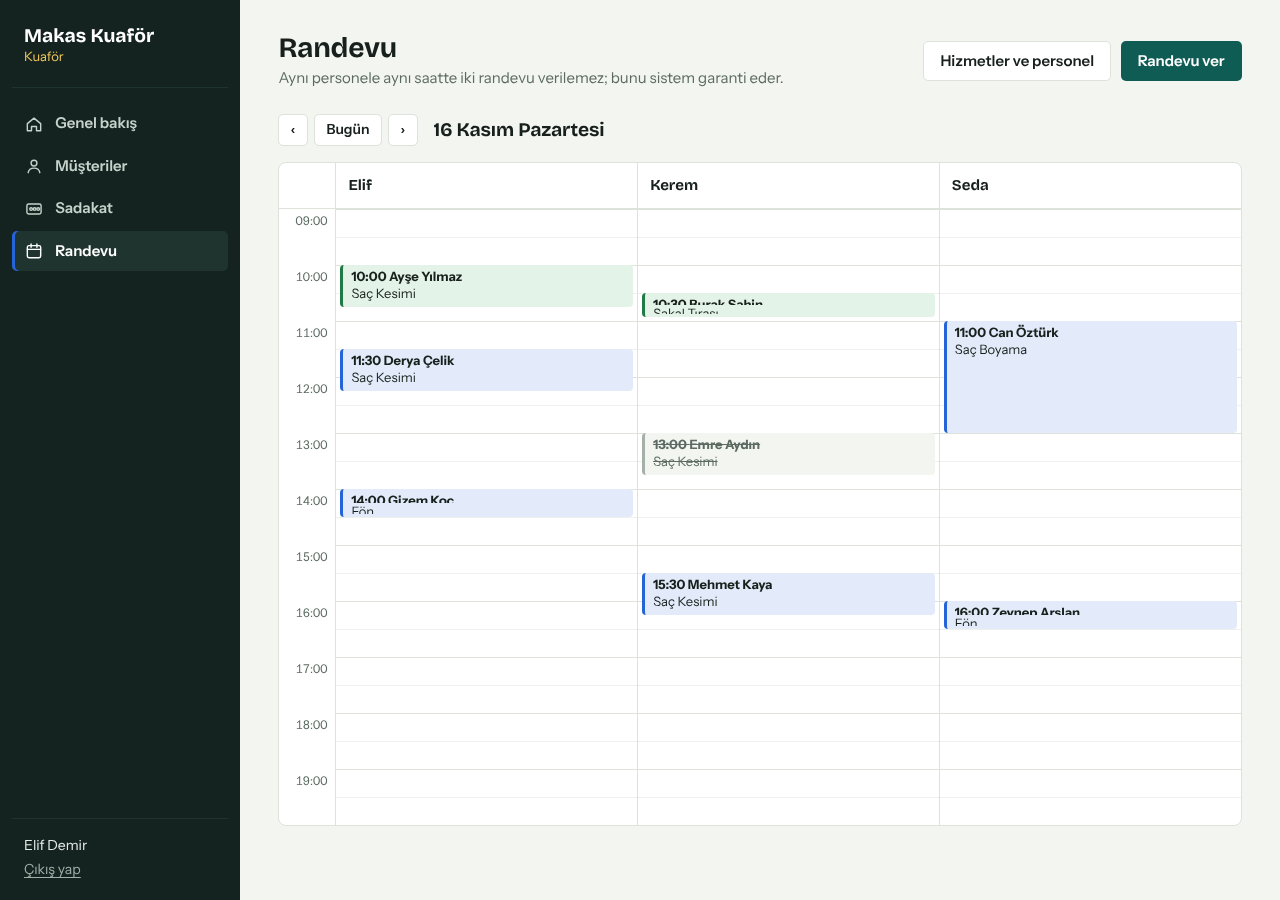 Makas Kuaför
Kuaför
Genel bakış
Müşteriler
Sadakat
Randevu
Elif Demir
Çıkış yap
Randevu
Aynı personele aynı saatte iki randevu verilemez; bunu sistem garanti eder.
Hizmetler ve personel
Randevu ver
‹ Bugün › 16 Kasım Pazartesi
Elif Kerem Seda
09:00
10:00
10:00 Ayşe Yılmaz
Saç Kesimi
10:30 Burak Şahin
Sakal Tıraşı
11:00
11:00 Can Öztürk
Saç Boyama
11:30 Derya Çelik
Saç Kesimi
12:00
13:00
13:00 Emre Aydın
Saç Kesimi
14:00
14:00 Gizem Koç
Fön
15:00
15:30 Mehmet Kaya
Saç Kesimi
16:00
16:00 Zeynep Arslan
Fön
17:00
18:00
19:00